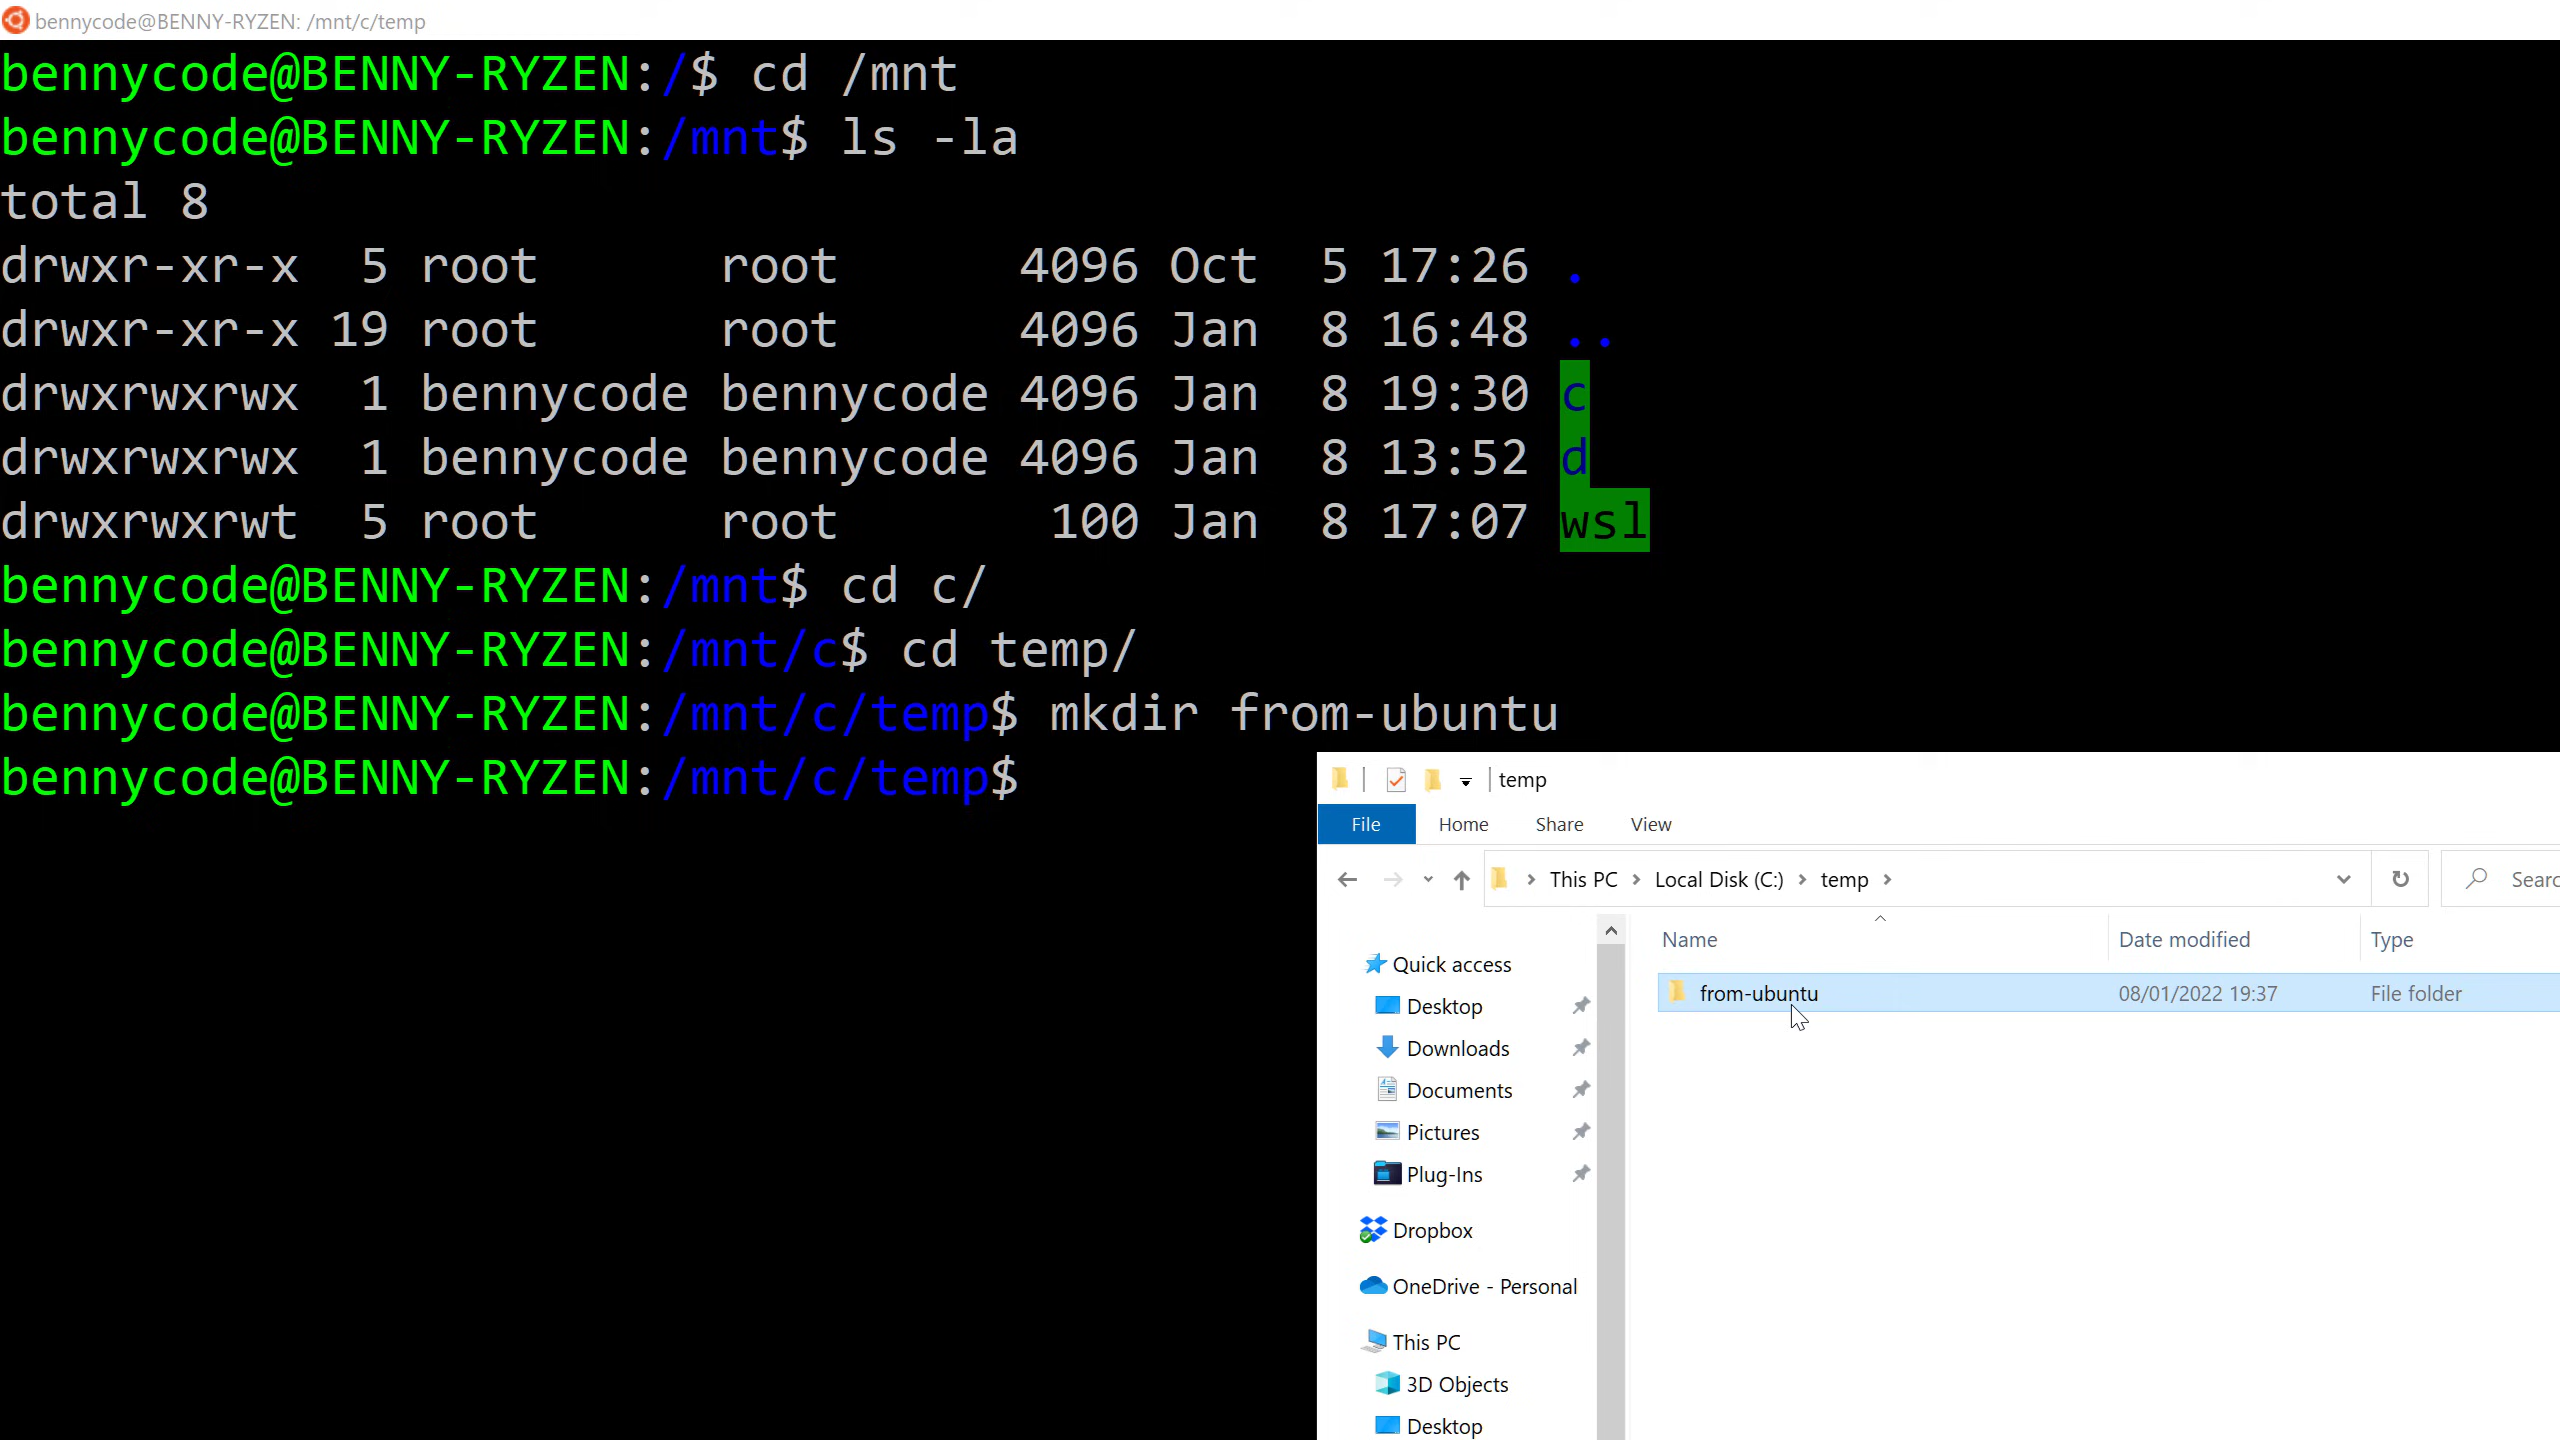 bennycode@BENNY-RYZEN: /mnt/c/temp
bennycode@BENNY-RYZEN:/$ cd /mnt
bennycode@BENNY-RYZEN:/mnt$ ls -la
total 8
drwxr-xr-x  5 root      root      4096 Oct  5 17:26 .
drwxr-xr-x 19 root      root      4096 Jan  8 16:48 ..
drwxrwxrwx  1 bennycode bennycode 4096 Jan  8 19:30 c
drwxrwxrwx  1 bennycode bennycode 4096 Jan  8 13:52 d
drwxrwxrwt  5 root      root       100 Jan  8 17:07 wsl
bennycode@BENNY-RYZEN:/mnt$ cd c/
bennycode@BENNY-RYZEN:/mnt/c$ cd temp/
bennycode@BENNY-RYZEN:/mnt/c/temp$ mkdir from-ubuntu
bennycode@BENNY-RYZEN:/mnt/c/temp$
temp
File Home Share View
This PC Local Disk (C:) temp
Name Date modified Type
from-ubuntu 08/01/2022 19:37 File folder
Quick access
Desktop
Downloads
Documents
Pictures
Plug-Ins
Dropbox
OneDrive - Personal
This PC
3D Objects
Desktop